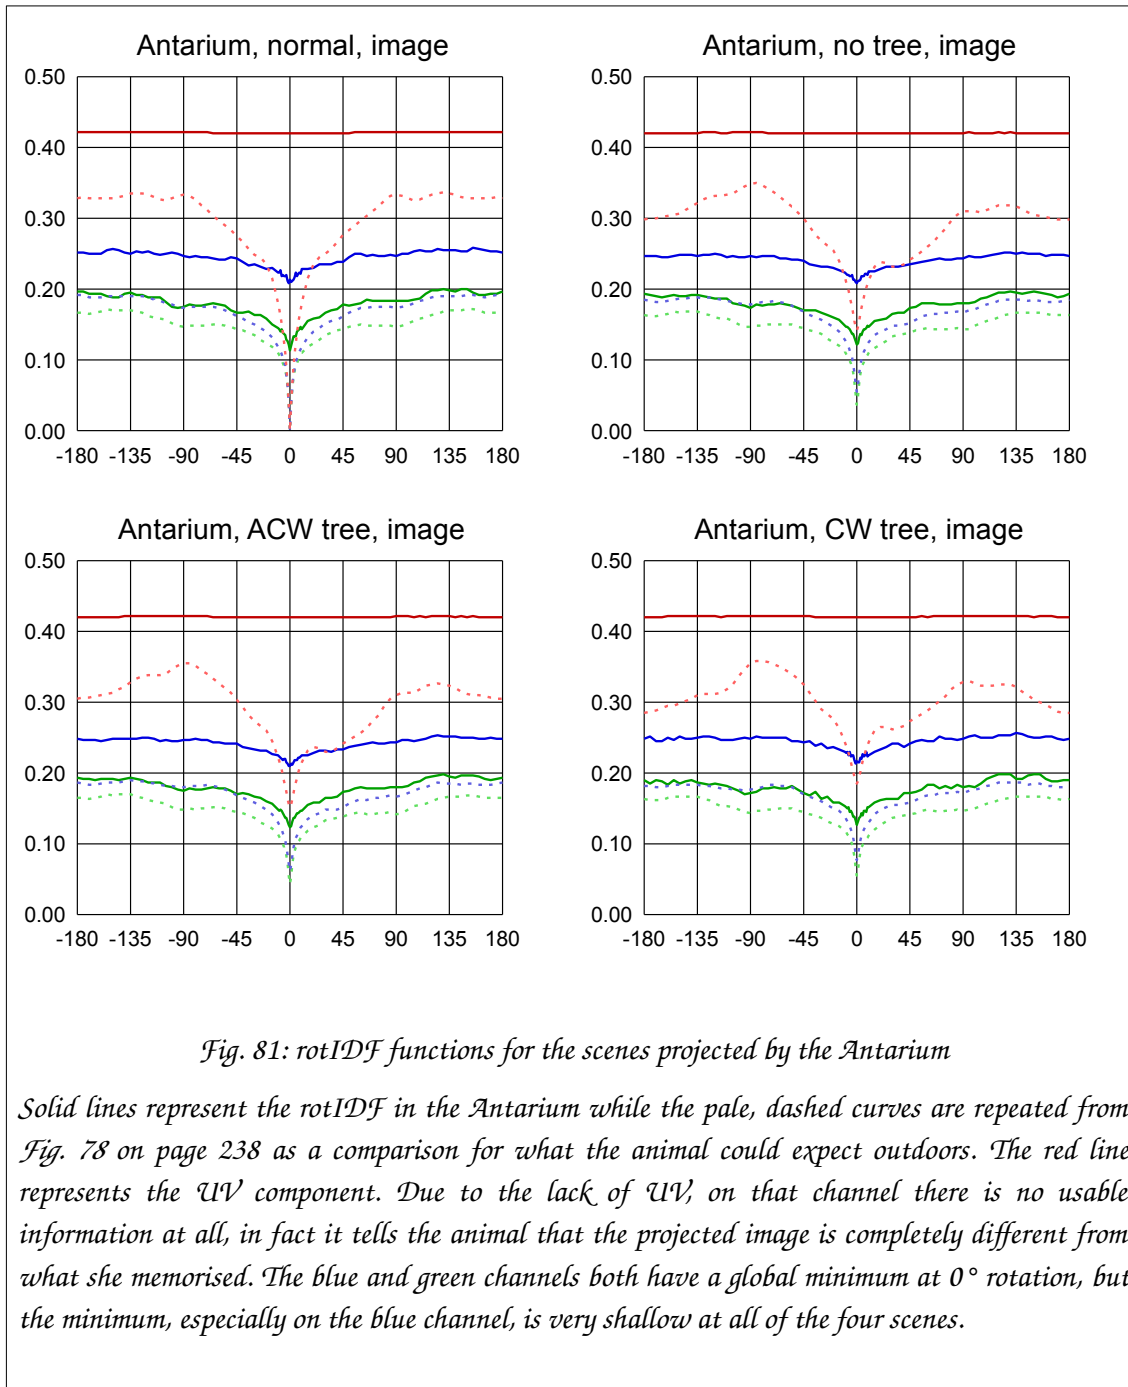 Antarium, normal, image
Antarium, no tree, image
0.50
0.40
0.30
0.20
0.10
0.00
-180 -135 -90 -45 0 45 90 135 180
0.50
0.40
0.30
0.20
0.10
0.00
-180 -135 -90 -45 0 45 90 135 180
Antarium, ACW tree, image
Antarium, CW tree, image
0.50
0.40
0.30
0.20
0.10
0.00
-180 -135 -90 -45 0 45 90 135 180
0.50
0.40
0.30
0.20
0.10
0.00
-180 -135 -90 -45 0 45 90 135 180
Fig. 81: rotIDF functions for the scenes projected by the Antarium
Solid lines represent the rotIDF in the Antarium while the pale, dashed curves are repeated from
Fig. 78 on page 238 as a comparison for what the animal could expect outdoors. The red line
represents the UV component. Due to the lack of UV, on that channel there is no usable
information at all, in fact it tells the animal that the projected image is completely different from
what she memorised. The blue and green channels both have a global minimum at 0° rotation, but
the minimum, especially on the blue channel, is very shallow at all of the four scenes.